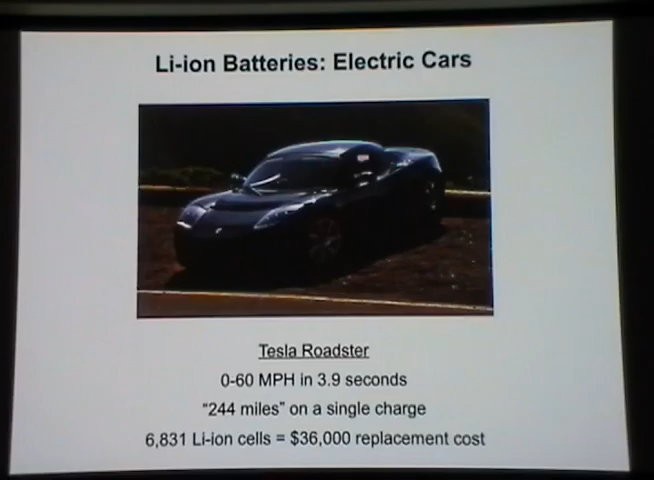 Li-ion Batteries: Electric Cars
Tesla Roadster
0-60 MPH in 3.9 seconds
“244 miles” on a single charge
6,831 Li-ion cells = $36,000 replacement cost